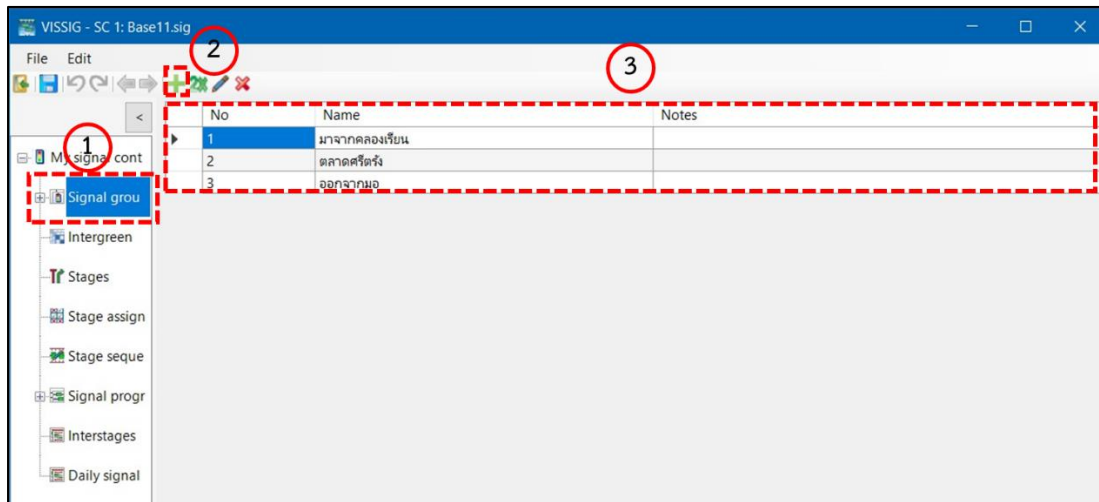 VISSIG - SC 1: Base11.sig
2
File Edit
3
<
No Name Notes
1
My signal cont
1 มาจากคลองเรียน
2 ตลาดศรีตรัง
Signal grou
3 ออกจากมอ
Intergreen
Stages
Stage assign
Stage seque
Signal progr
Interstages
Daily signal